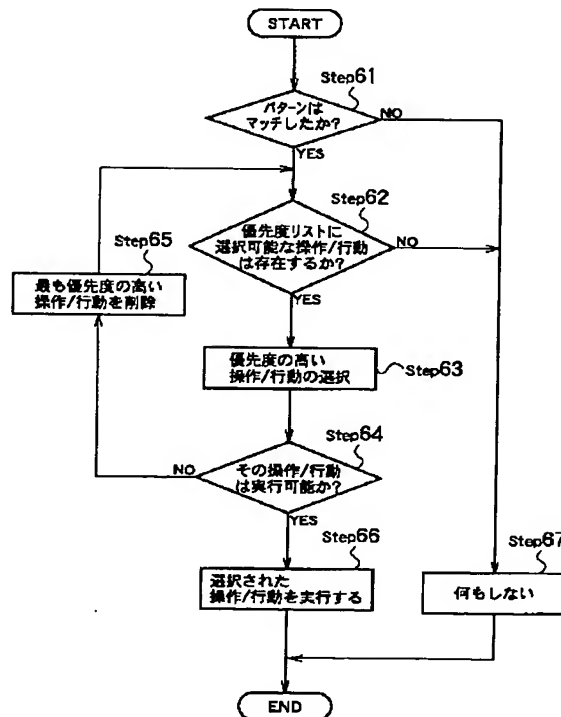 START
Step61
パターンは
マッチしたか?
NO
YES
Step62
優先度リストに
選択可能な操作/行動
は存在するか?
NO
YES
Step65
最も優先度の高い
操作/行動を削除
優先度の高い
操作/行動の選択
Step63
Step64
その操作/行動
は実行可能か?
NO
YES
Step66
選択された
操作/行動を実行する
Step67
何もしない
END